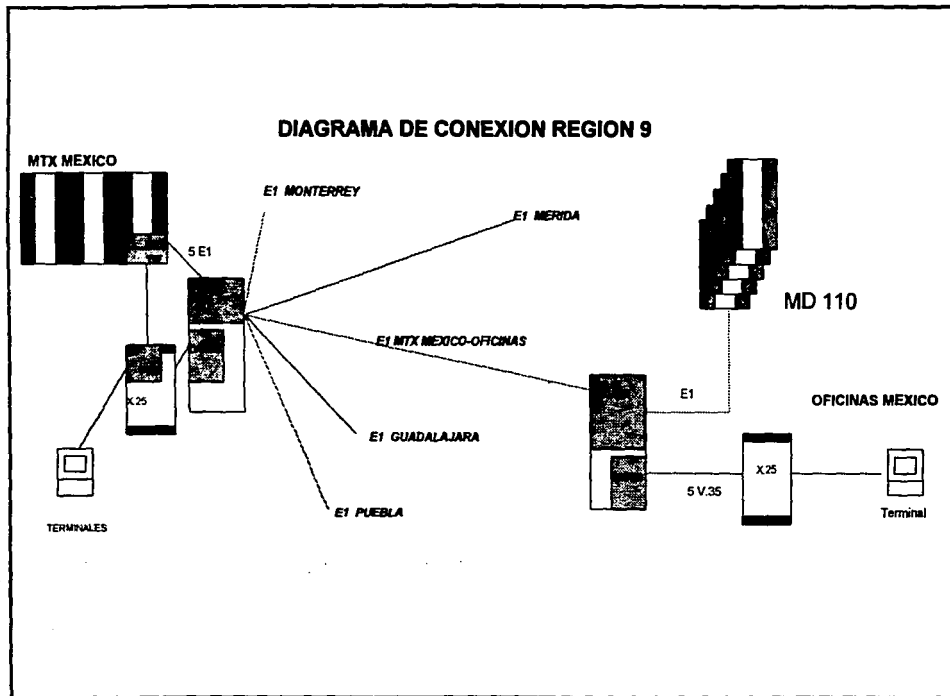 DIAGRAMA DE CONEXION REGION 9
MTX MEXICO
E1 MONTERREY
E1 MERIDA
5 E1
MD 110
E1 MTX MEXICO-OFICINAS
E1
OFICINAS MEXICO
X.25
E1 GUADALAJARA
X.25
5 V.35
E1 PUEBLA
Terminal
TERMINALES